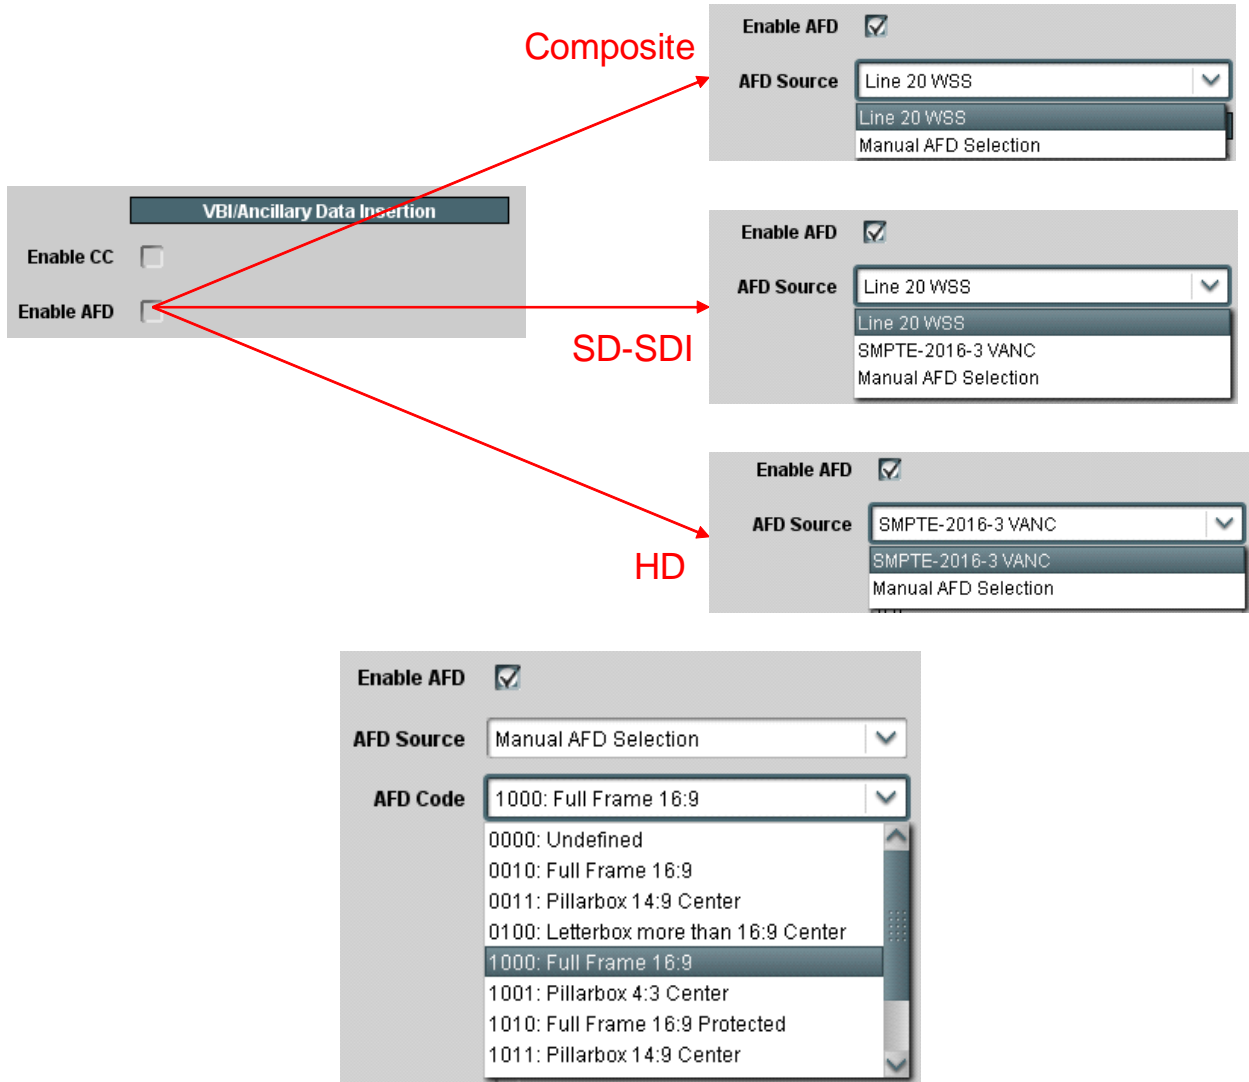 Composite
Enable AFD
AFD Source Line 20 WSS
Line 20 WSS
Manual AFD Selection
VBI/Ancillary Data Insertion
Enable CC
Enable AFD
SD-SDI
Enable AFD
AFD Source Line 20 WSS
Line 20 WSS
SMPTE-2016-3 VANC
Manual AFD Selection
HD
Enable AFD
AFD Source SMPTE-2016-3 VANC
SMPTE-2016-3 VANC
Manual AFD Selection
Enable AFD
AFD Source Manual AFD Selection
AFD Code 1000: Full Frame 16:9
0000: Undefined
0010: Full Frame 16:9
0011: Pillarbox 14:9 Center
0100: Letterbox more than 16:9 Center
1000: Full Frame 16:9
1001: Pillarbox 4:3 Center
1010: Full Frame 16:9 Protected
1011: Pillarbox 14:9 Center